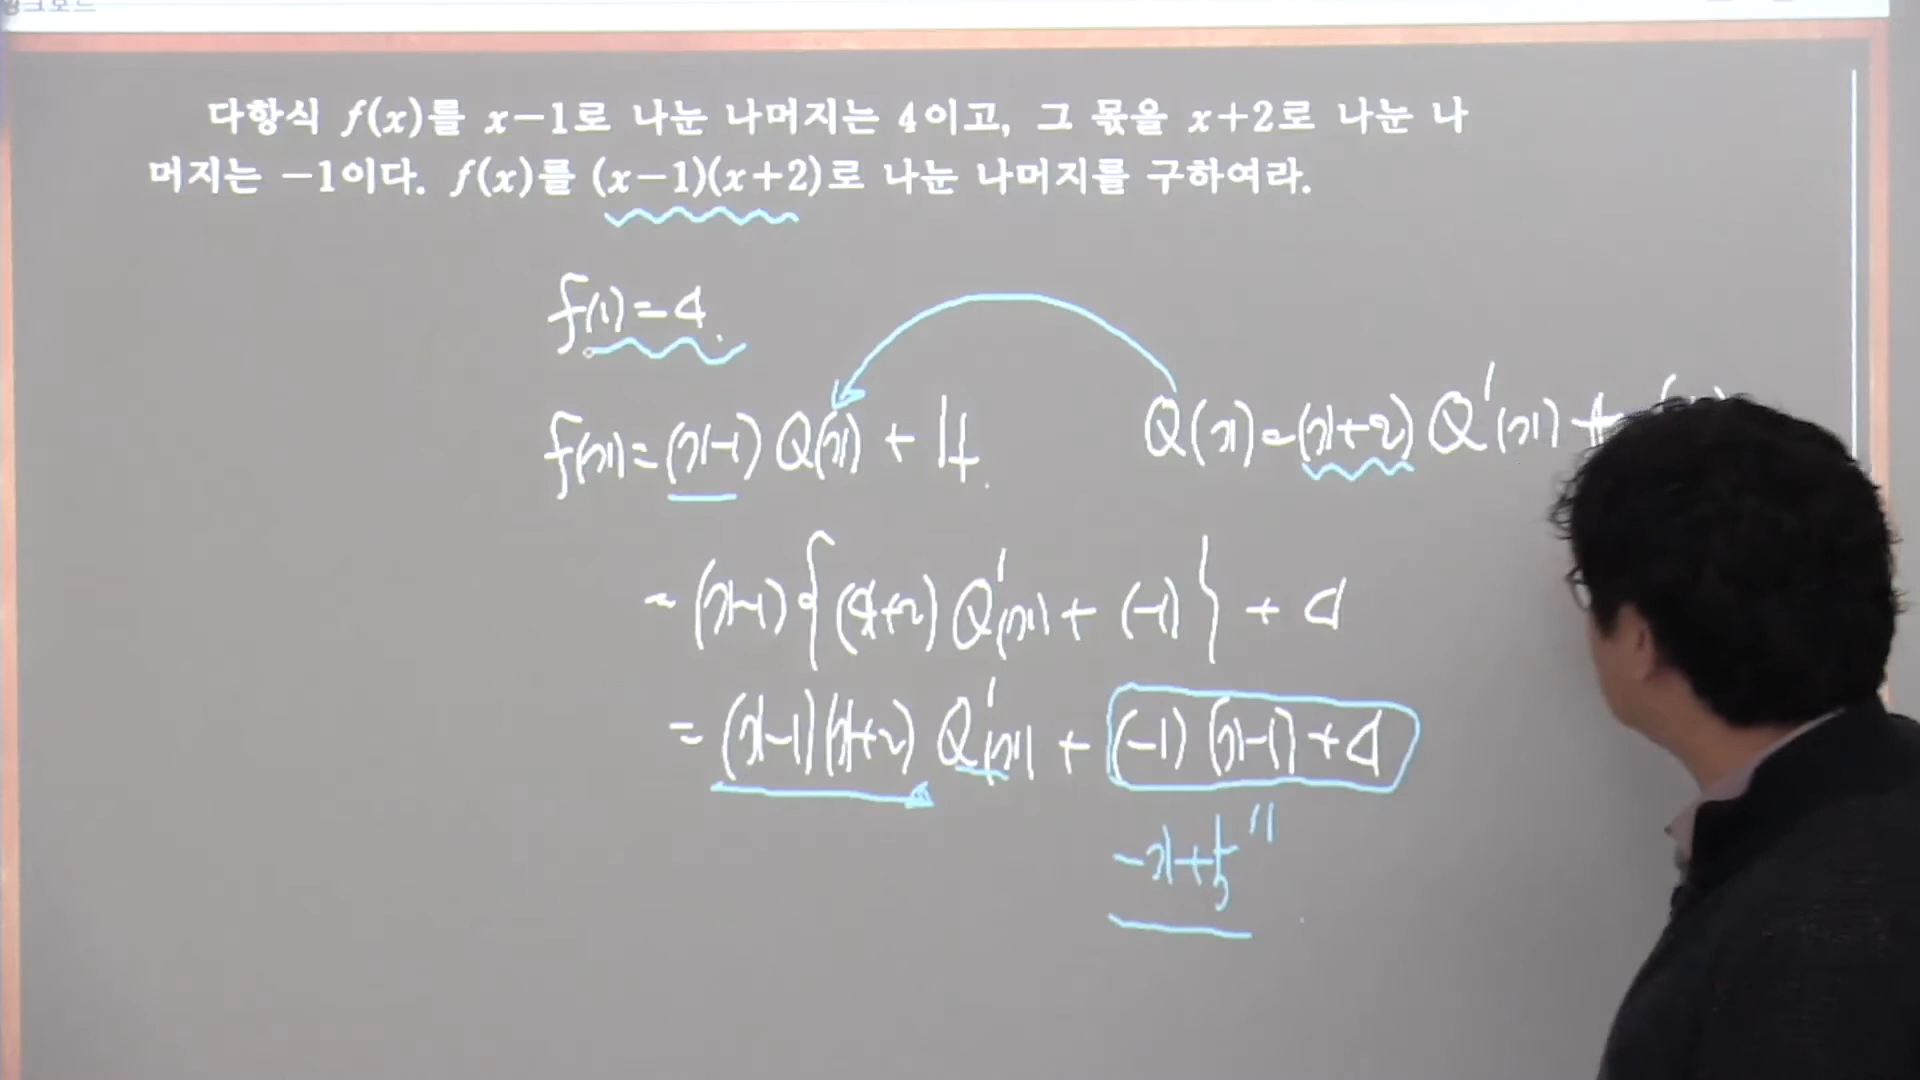 다항식 f(x)를 x−1로 나눈 나머지는 4이고, 그 몫을 x+2로 나눈 나
머지는 −1이다. f(x)를 (x−1)(x+2)로 나눈 나머지를 구하여라.
f(1)=4.
f(x)=(x-1)Q(x)+4. Q(x)=(x+2)Q'(x)+
=(x-1){(x+2)Q'(x)+(-1)}+4
=(x-1)(x+2)Q'(x)+(-1)(x-1)+4
-x+5